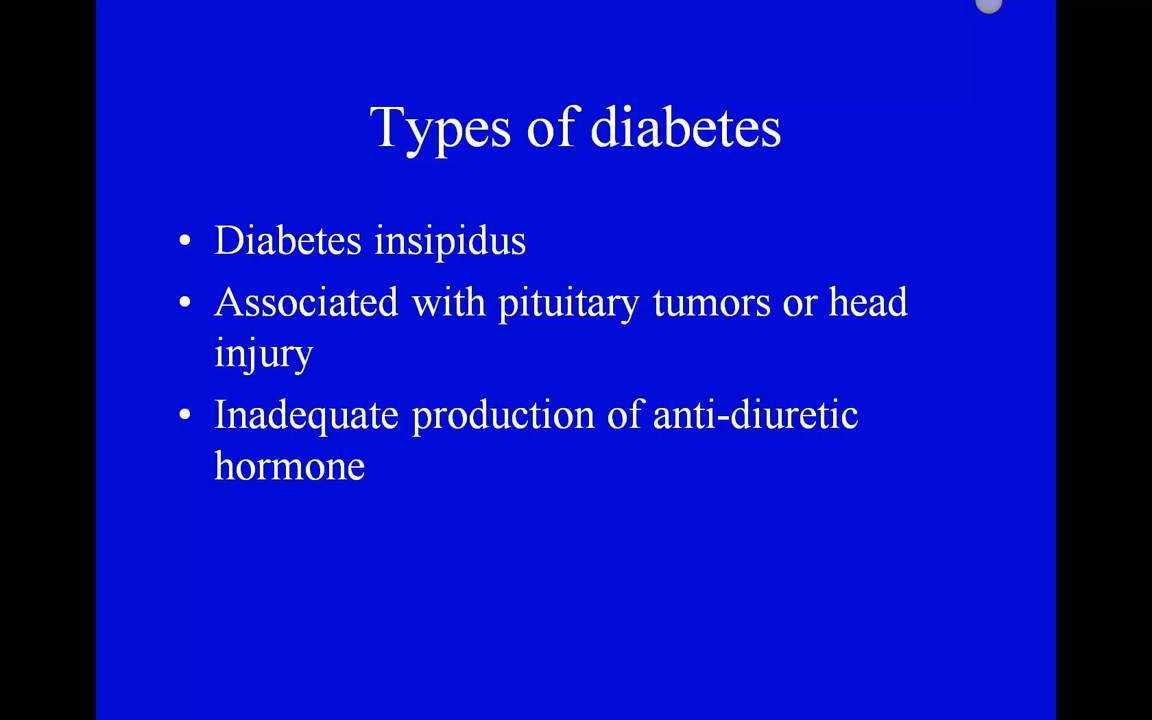 Types of diabetes
• Diabetes insipidus
• Associated with pituitary tumors or head
injury
• Inadequate production of anti-diuretic
hormone